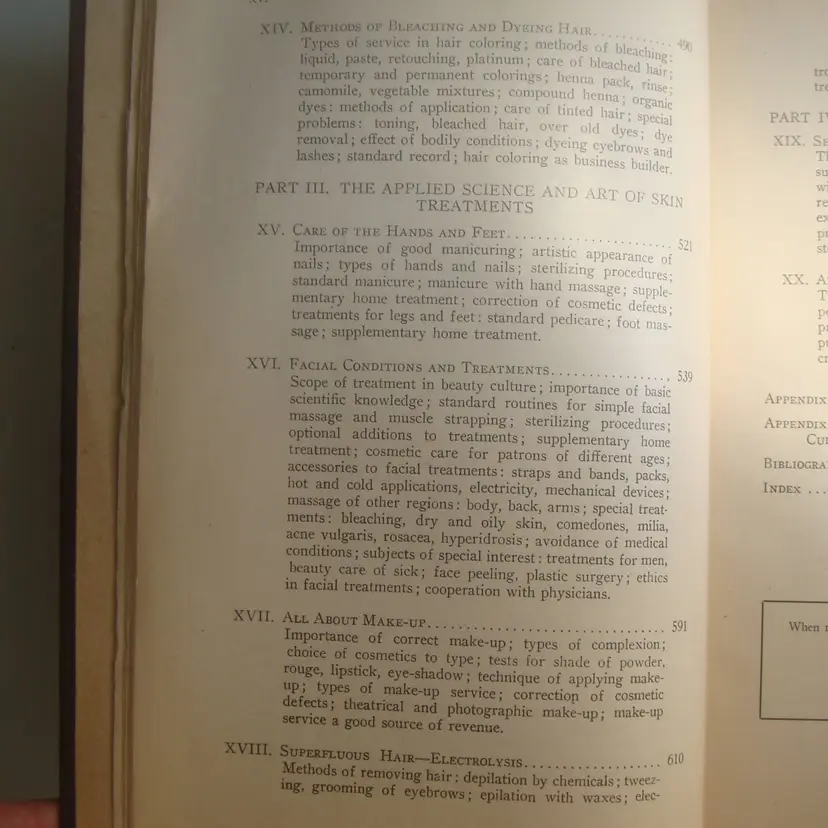 XIV. METHODS OF BLEACHING AND DYEING HAIR.......... 490
Types of service in hair coloring; methods of bleaching:
liquid, paste, retouching, platinum; care of bleached hair;
temporary and permanent colorings; henna pack, rinse;
camomile, vegetable mixtures; compound henna; organic
dyes: methods of application; care of tinted hair; special
problems: toning, bleached hair, over old dyes; dye
removal; effect of bodily conditions; dyeing eyebrows and
lashes; standard record; hair coloring as business builder.
PART III. THE APPLIED SCIENCE AND ART OF SKIN
TREATMENTS
XV. CARE OF THE HANDS AND FEET.................... 521
Importance of good manicuring; artistic appearance of
nails; types of hands and nails; sterilizing procedures;
standard manicure; manicure with hand massage; supple-
mentary home treatment; correction of cosmetic defects;
treatments for legs and feet: standard pedicare; foot mas-
sage; supplementary home treatment.
XVI. FACIAL CONDITIONS AND TREATMENTS................ 539
Scope of treatment in beauty culture; importance of basic
scientific knowledge; standard routines for simple facial
massage and muscle strapping; sterilizing procedures;
optional additions to treatments; supplementary home
treatment; cosmetic care for patrons of different ages;
accessories to facial treatments: straps and bands, packs,
hot and cold applications, electricity, mechanical devices;
massage of other regions: body, back, arms; special treat-
ments: bleaching, dry and oily skin, comedones, milia,
acne vulgaris, rosacea, hyperidrosis; avoidance of medical
conditions; subjects of special interest: treatments for men,
beauty care of sick; face peeling, plastic surgery; ethics
in facial treatments; cooperation with physicians.
XVII. ALL ABOUT MAKE-UP.............................. 591
Importance of correct make-up; types of complexion;
choice of cosmetics to type; tests for shade of powder,
rouge, lipstick, eye-shadow; technique of applying make-
up; types of make-up service; correction of cosmetic
defects; theatrical and photographic make-up; make-up
service a good source of revenue.
XVIII. SUPERFLUOUS HAIR—ELECTROLYSIS.................. 610
Methods of removing hair: depilation by chemicals; tweez-
ing, grooming of eyebrows; epilation with waxes; elec-
tro
tre
PART IV
XIX. SE
Th
su
wi
re
ex
pr
st
XX. A
T
pe
pr
pu
cr
APPENDIX
APPENDIX
CU
BIBLIOGRA
INDEX ...
When